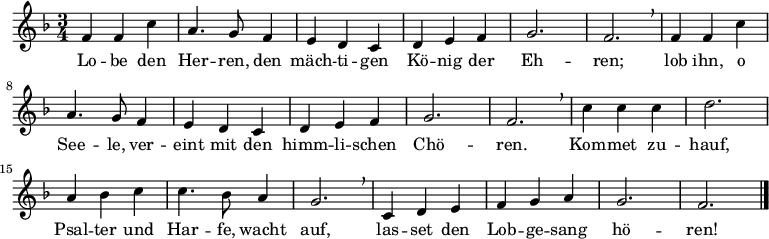 3
4
Lo -- be den Her -- ren, den mäch -- ti -- gen Kö -- nig der Eh -- ren; lob ihn, o
8
See -- le, ver -- eint mit den himm -- li -- schen Chö -- ren. Kom -- met zu -- hauf,
15
Psal -- ter und Har -- fe, wacht auf, las -- set den Lob -- ge -- sang hö -- ren!